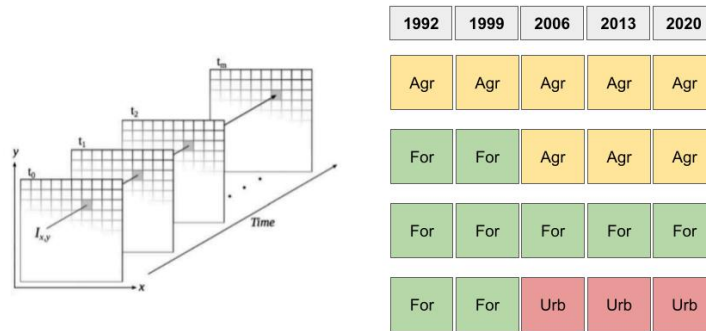 y
t₀
t₁
t₂
tₘ
Iₓ,ᵧ
x
Time
1992 1999 2006 2013 2020
Agr Agr Agr Agr Agr
For For Agr Agr Agr
For For For For For
For For Urb Urb Urb